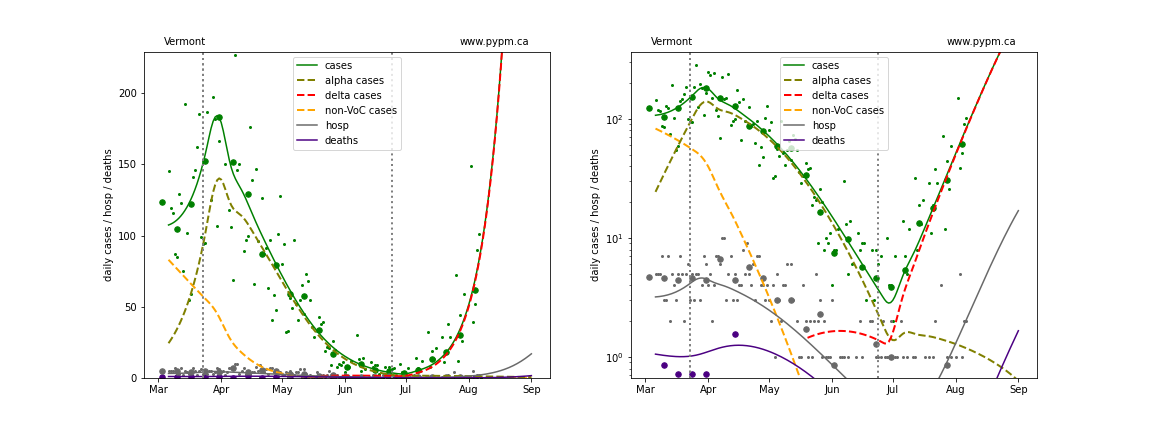 Vermont
www.pypm.ca
daily cases / hosp / deaths
200
150
100
50
0
cases
alpha cases
delta cases
non-VoC cases
hosp
deaths
Mar
Apr
May
Jun
Jul
Aug
Sep
Vermont
www.pypm.ca
daily cases / hosp / deaths
10²
10¹
10⁰
cases
alpha cases
delta cases
non-VoC cases
hosp
deaths
Mar
Apr
May
Jun
Jul
Aug
Sep